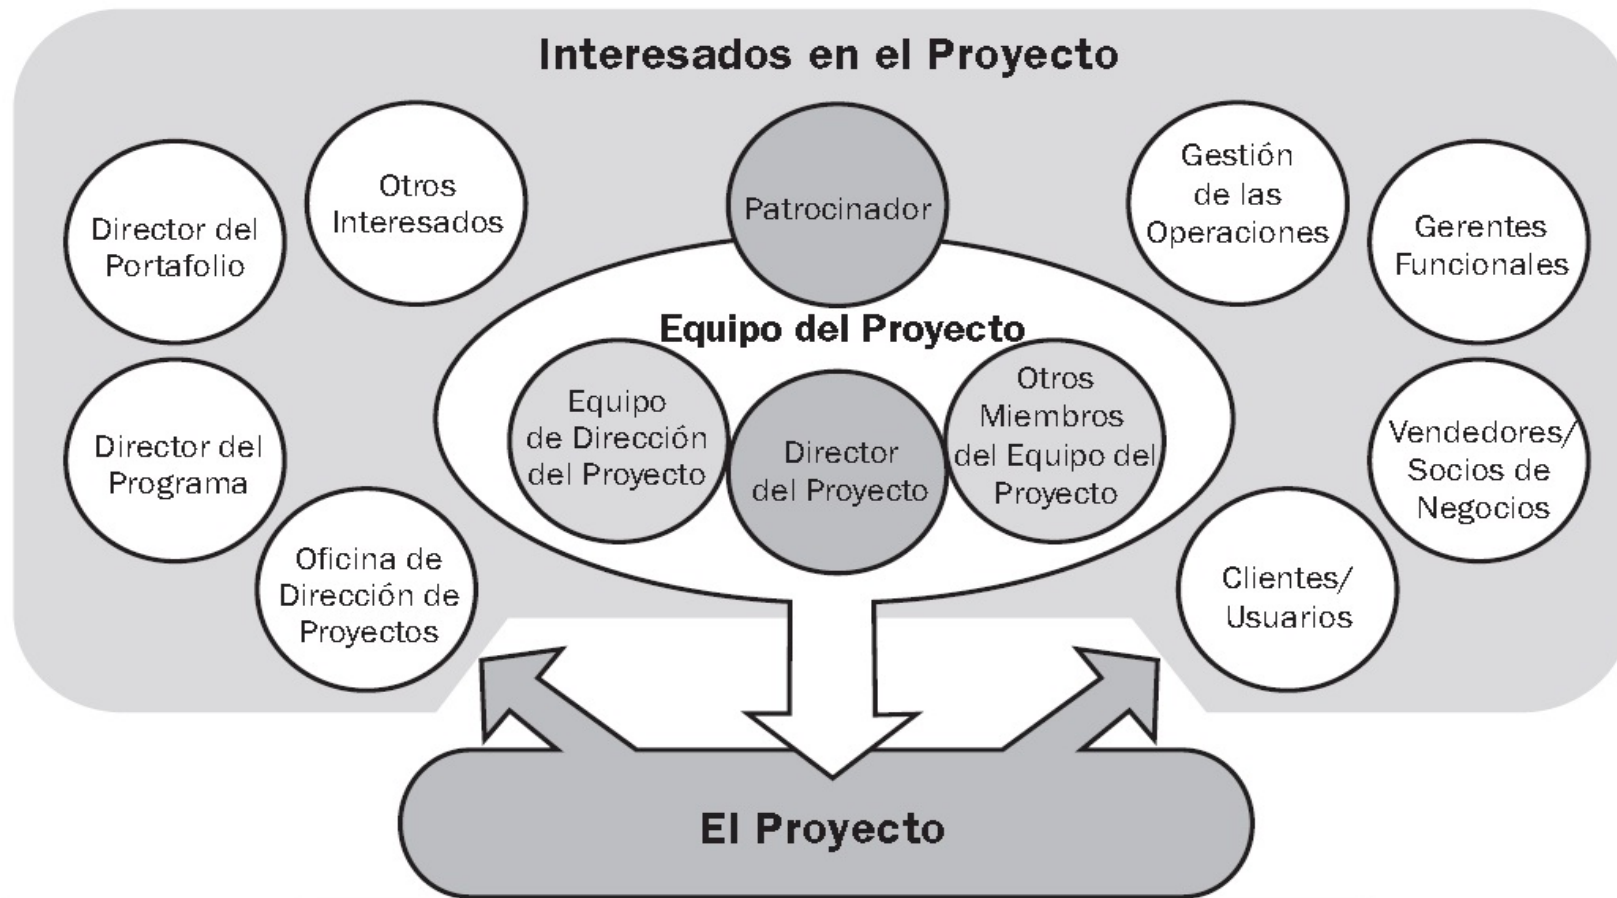 Interesados en el Proyecto
Director del
Portafolio
Otros
Interesados
Patrocinador
Gestión
de las
Operaciones
Gerentes
Funcionales
Equipo del Proyecto
Equipo
de Dirección
del Proyecto
Director
del Proyecto
Otros
Miembros
del Equipo del
Proyecto
Director del
Programa
Oficina de
Dirección de
Proyectos
Vendedores/
Socios de
Negocios
Clientes/
Usuarios
El Proyecto